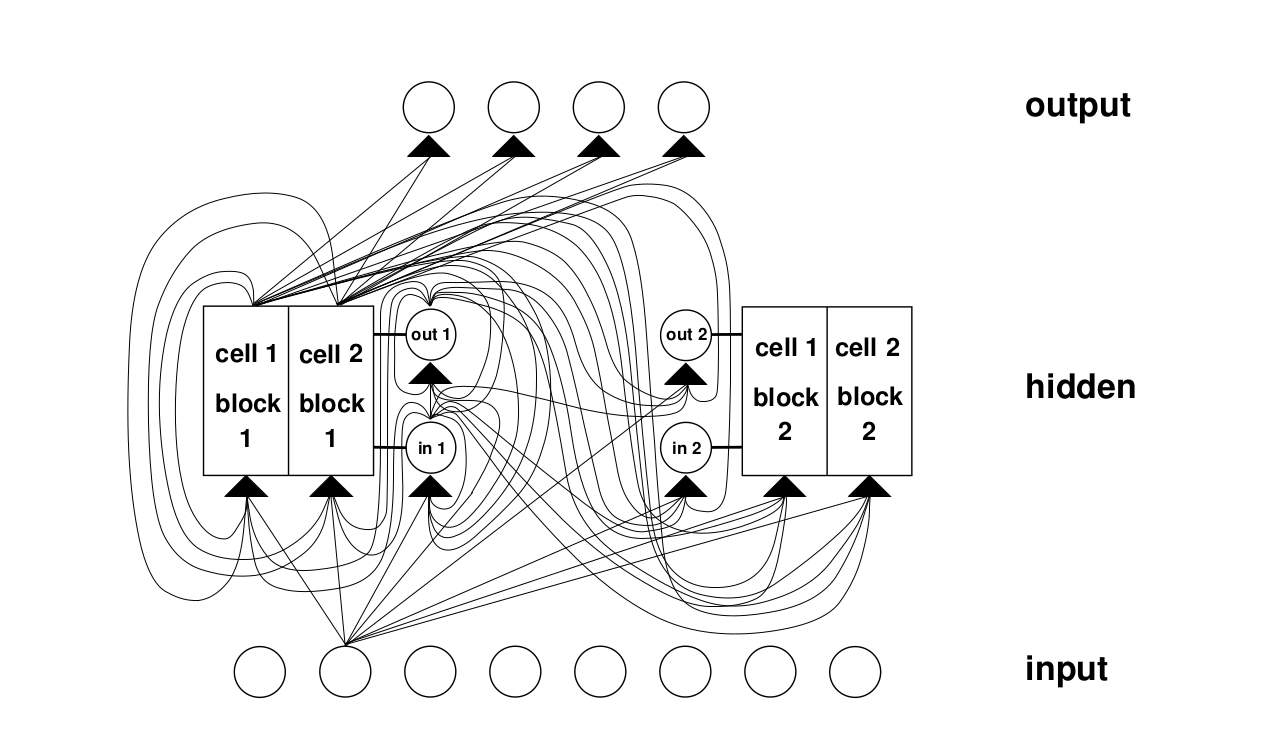 output
out 1
out 2
cell 1
block
1
cell 2
block
1
cell 1
block
2
cell 2
block
2
hidden
in 1
in 2
input